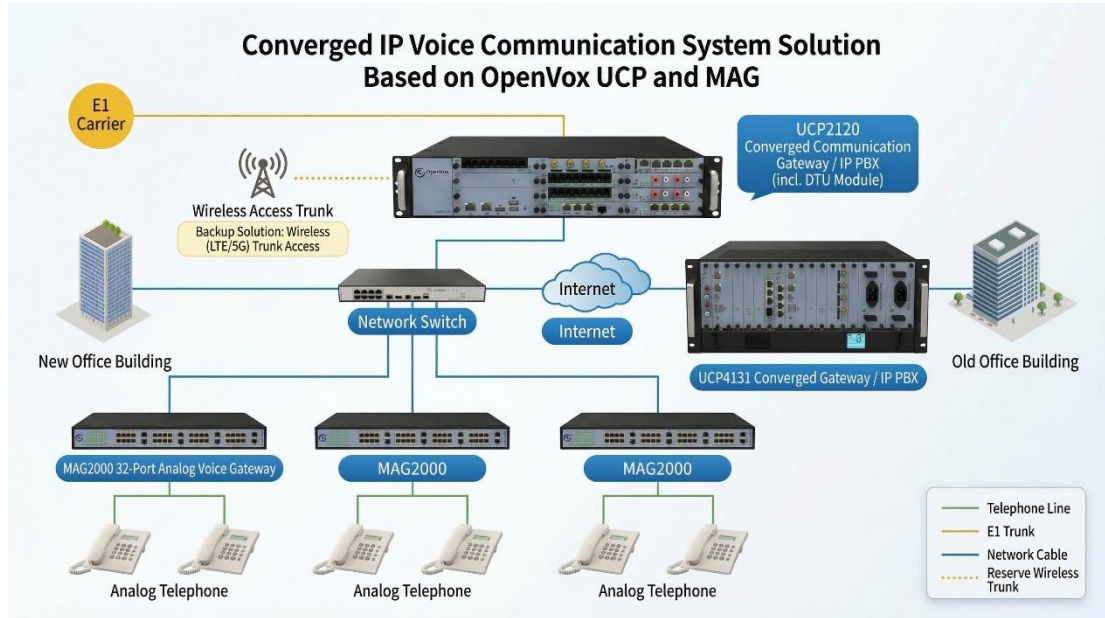 Converged IP Voice Communication System Solution
Based on OpenVox UCP and MAG
E1
Carrier
OpenVox
UCP2120
Converged Communication
Gateway / IP PBX
(incl. DTU Module)
Wireless Access Trunk
Backup Solution: Wireless
(LTE/5G) Trunk Access
Internet
Network Switch
Internet
New Office Building
Old Office Building
UCP4131 Converged Gateway / IP PBX
MAG2000 32-Port Analog Voice Gateway
MAG2000
MAG2000
Analog Telephone
Analog Telephone
Analog Telephone
Telephone Line
E1 Trunk
Network Cable
Reserve Wireless
Trunk